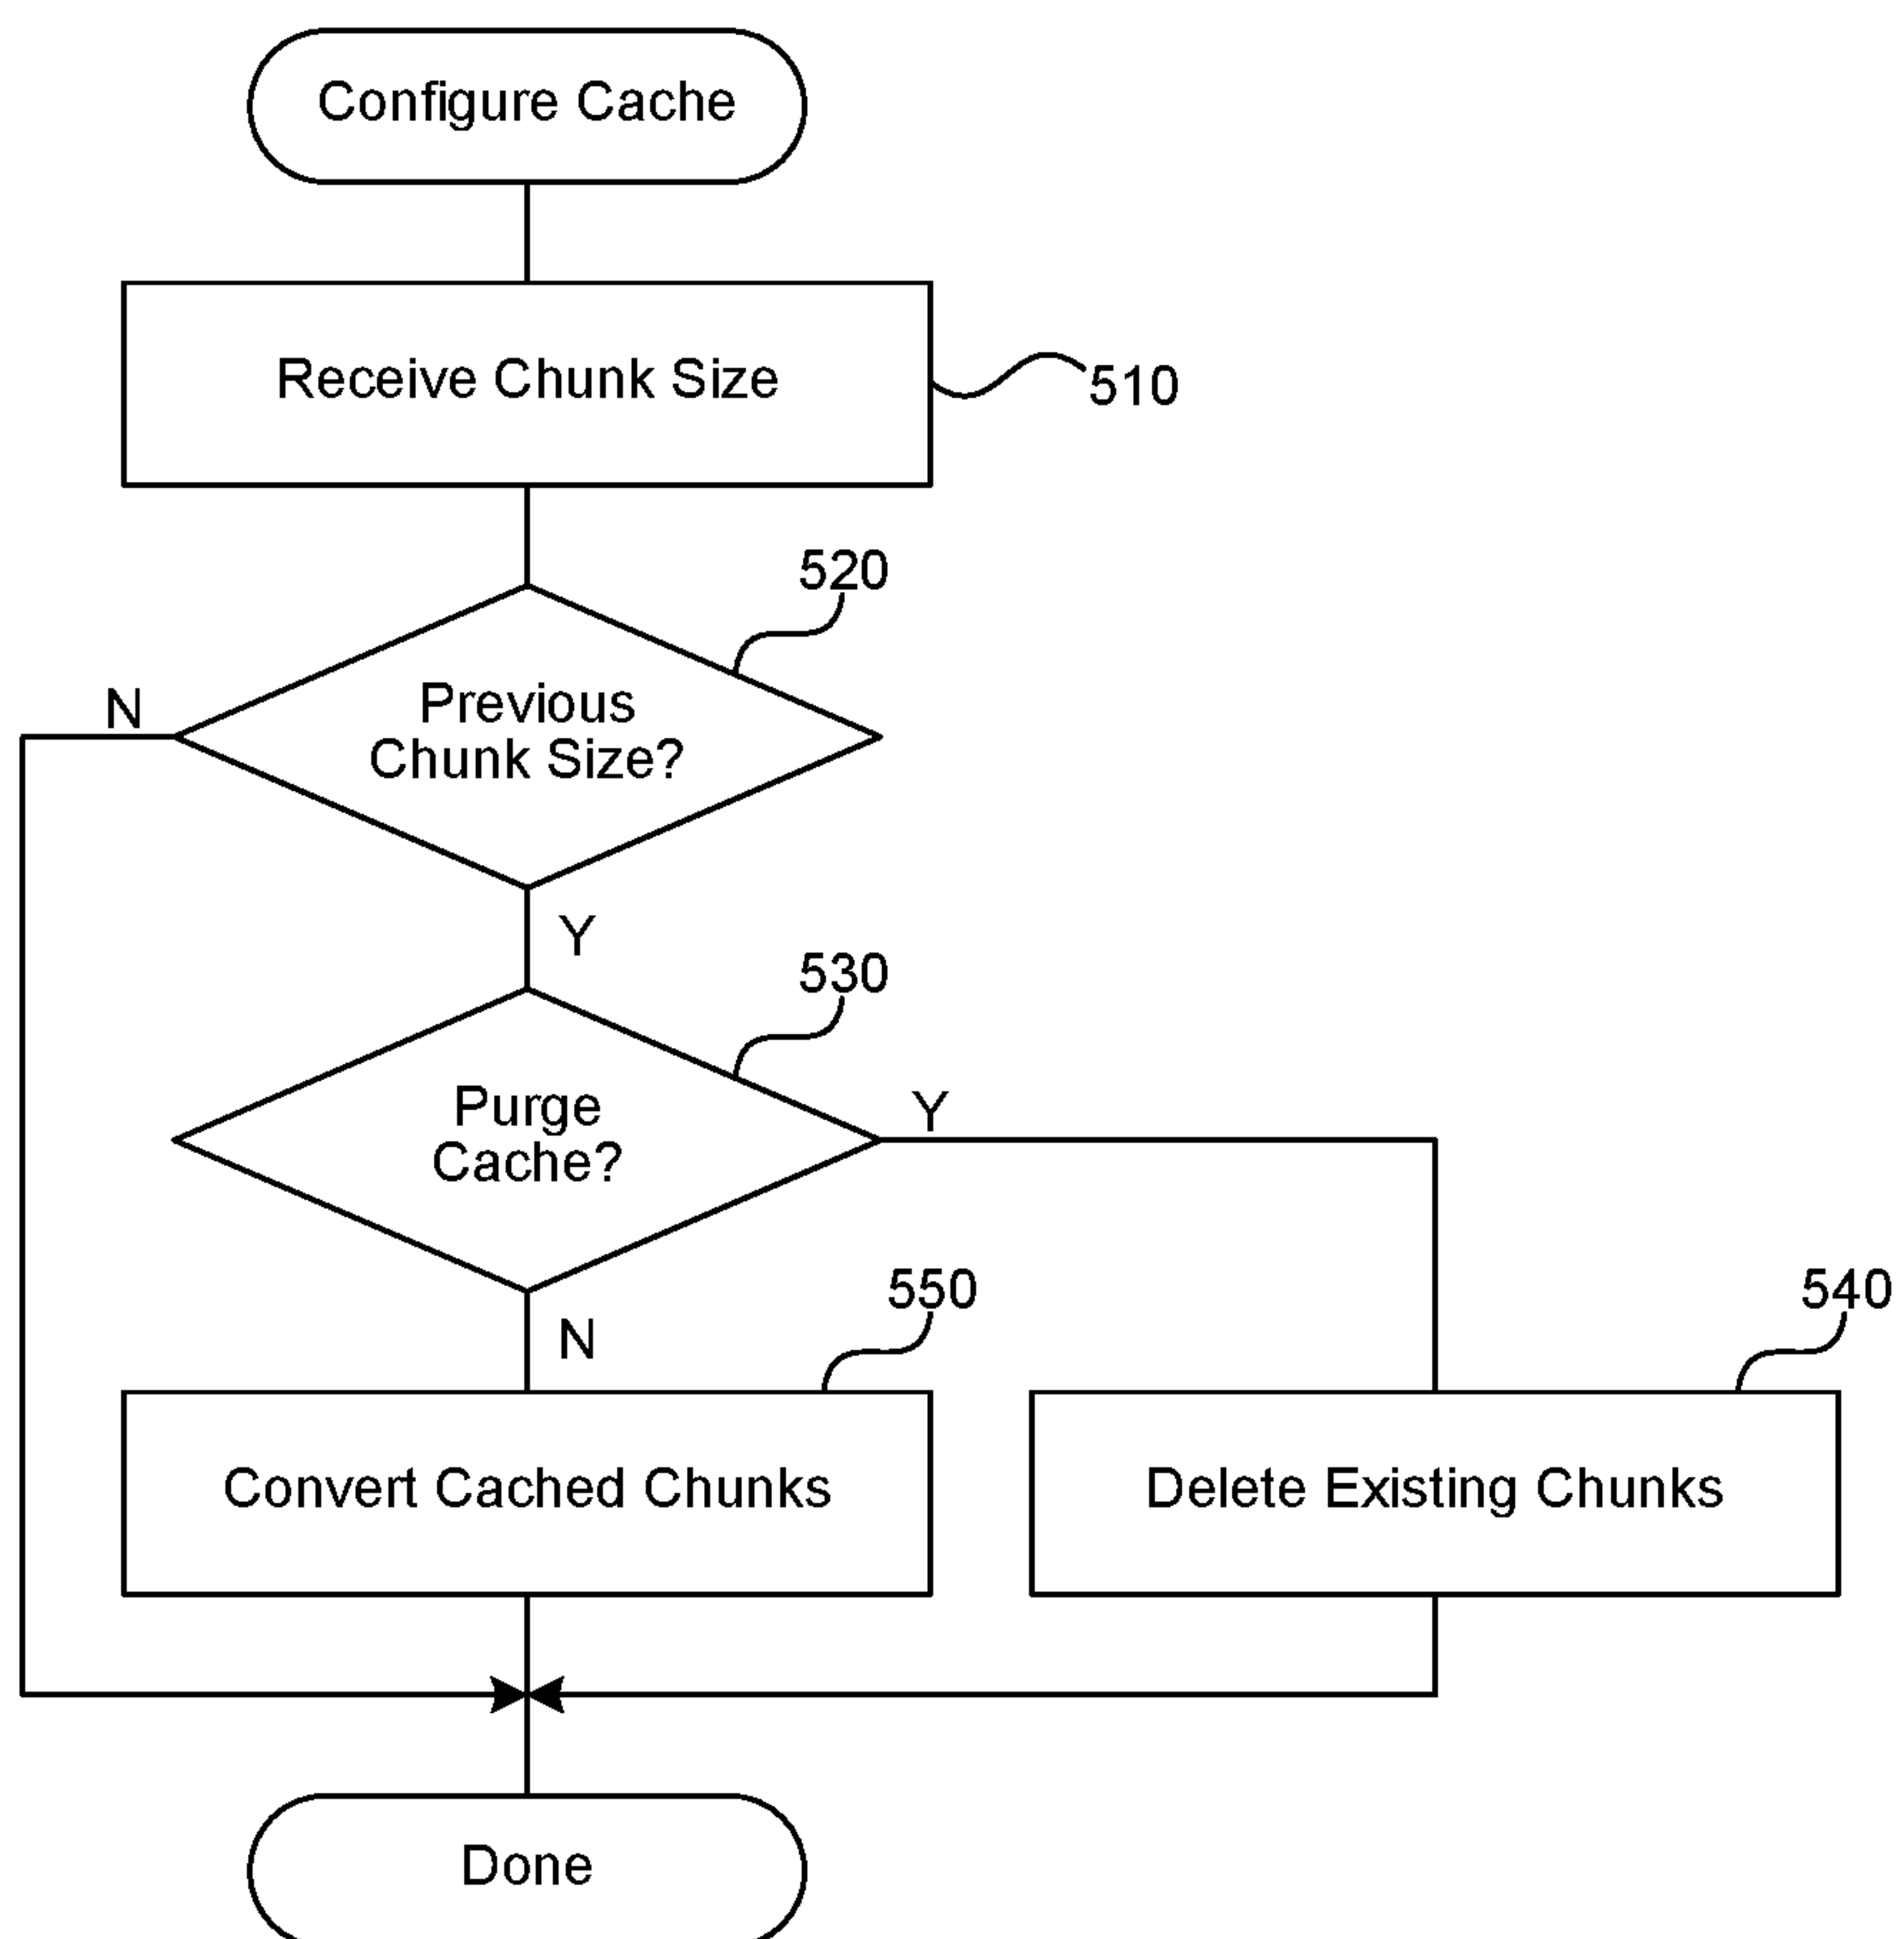 Configure Cache
Receive Chunk Size
510
520
Previous
Chunk Size?
N
Y
530
Purge
Cache?
Y
N
550
540
Convert Cached Chunks
Delete Existing Chunks
Done